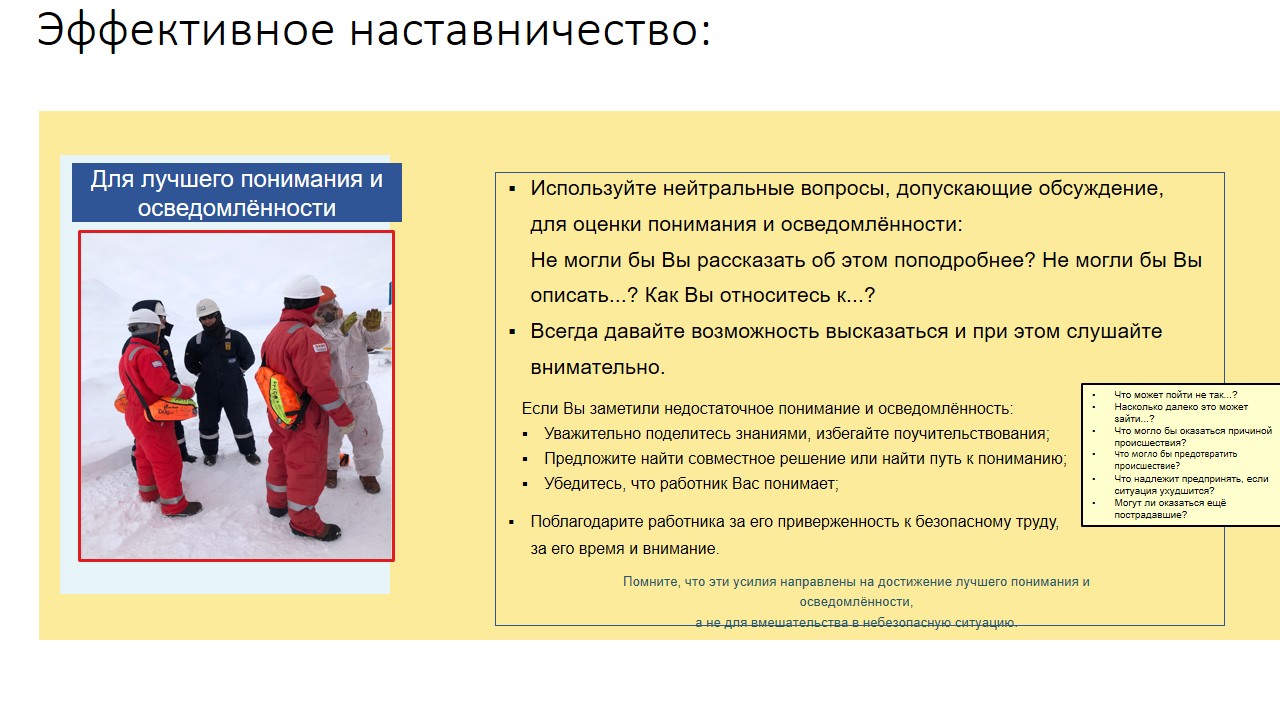 Эффективное наставничество:
Для лучшего понимания и
осведомлённости
▪ Используйте нейтральные вопросы, допускающие обсуждение,
для оценки понимания и осведомлённости:
Не могли бы Вы рассказать об этом поподробнее? Не могли бы Вы
описать...? Как Вы относитесь к...?
▪ Всегда давайте возможность высказаться и при этом слушайте
внимательно.
Если Вы заметили недостаточное понимание и осведомлённость:
▪ Уважительно поделитесь знаниями, избегайте поучительствования;
▪ Предложите найти совместное решение или найти путь к пониманию;
▪ Убедитесь, что работник Вас понимает;
▪ Поблагодарите работника за его приверженность к безопасному труду,
за его время и внимание.
Помните, что эти усилия направлены на достижение лучшего понимания и
осведомлённости,
а не для вмешательства в небезопасную ситуацию.
• Что может пойти не так...?
• Насколько далеко это может
зайти...?
• Что могло бы оказаться причиной
происшествия?
• Что могло бы предотвратить
происшествие?
• Что надлежит предпринять, если
ситуация ухудшится?
• Могут ли оказаться ещё
пострадавшие?